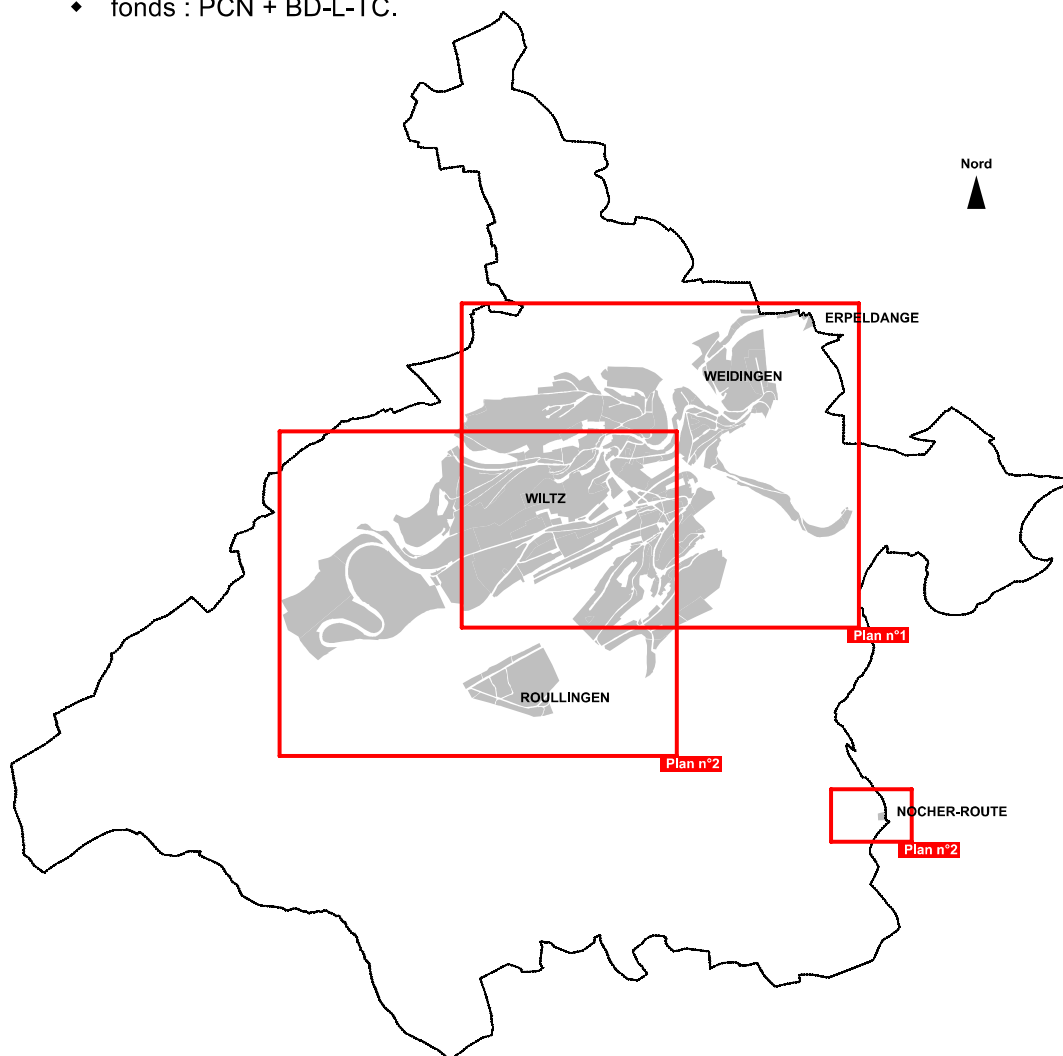 ◆ fonds : PCN + BD-L-TC.
Nord
ERPELDANGE
WEIDINGEN
WILTZ
Plan n°1
ROULLINGEN
Plan n°2
NOCHER-ROUTE
Plan n°2